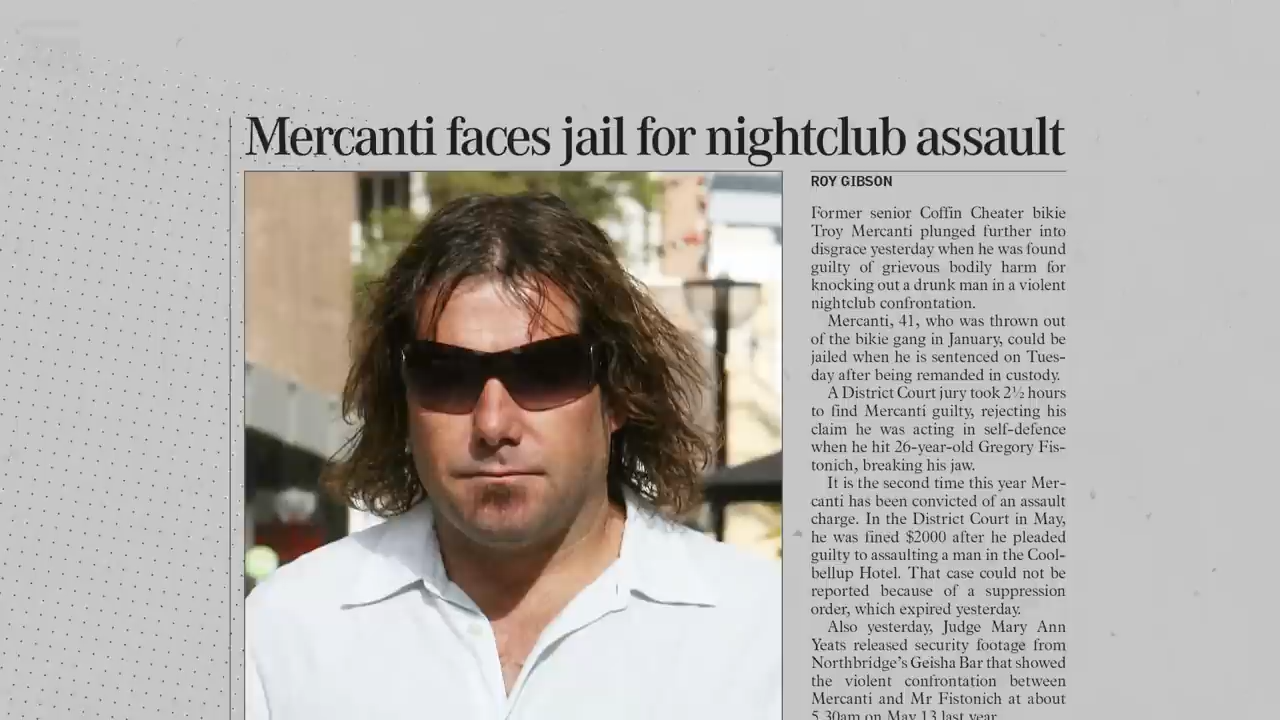 Mercanti faces jail for nightclub assault
ROY GIBSON
Former senior Coffin Cheater bikie
Troy Mercanti plunged further into
disgrace yesterday when he was found
guilty of grievous bodily harm for
knocking out a drunk man in a violent
nightclub confrontation.
Mercanti, 41, who was thrown out
of the bikie gang in January, could be
jailed when he is sentenced on Tues-
day after being remanded in custody.
A District Court jury took 2½ hours
to find Mercanti guilty, rejecting his
claim he was acting in self-defence
when he hit 26-year-old Gregory Fis-
tonich, breaking his jaw.
It is the second time this year Mer-
canti has been convicted of an assault
charge. In the District Court in May,
he was fined $2000 after he pleaded
guilty to assaulting a man in the Cool-
bellup Hotel. That case could not be
reported because of a suppression
order, which expired yesterday.
Also yesterday, Judge Mary Ann
Yeats released security footage from
Northbridge's Geisha Bar that showed
the violent confrontation between
Mercanti and Mr Fistonich at about
5.30am on May 13 last year.